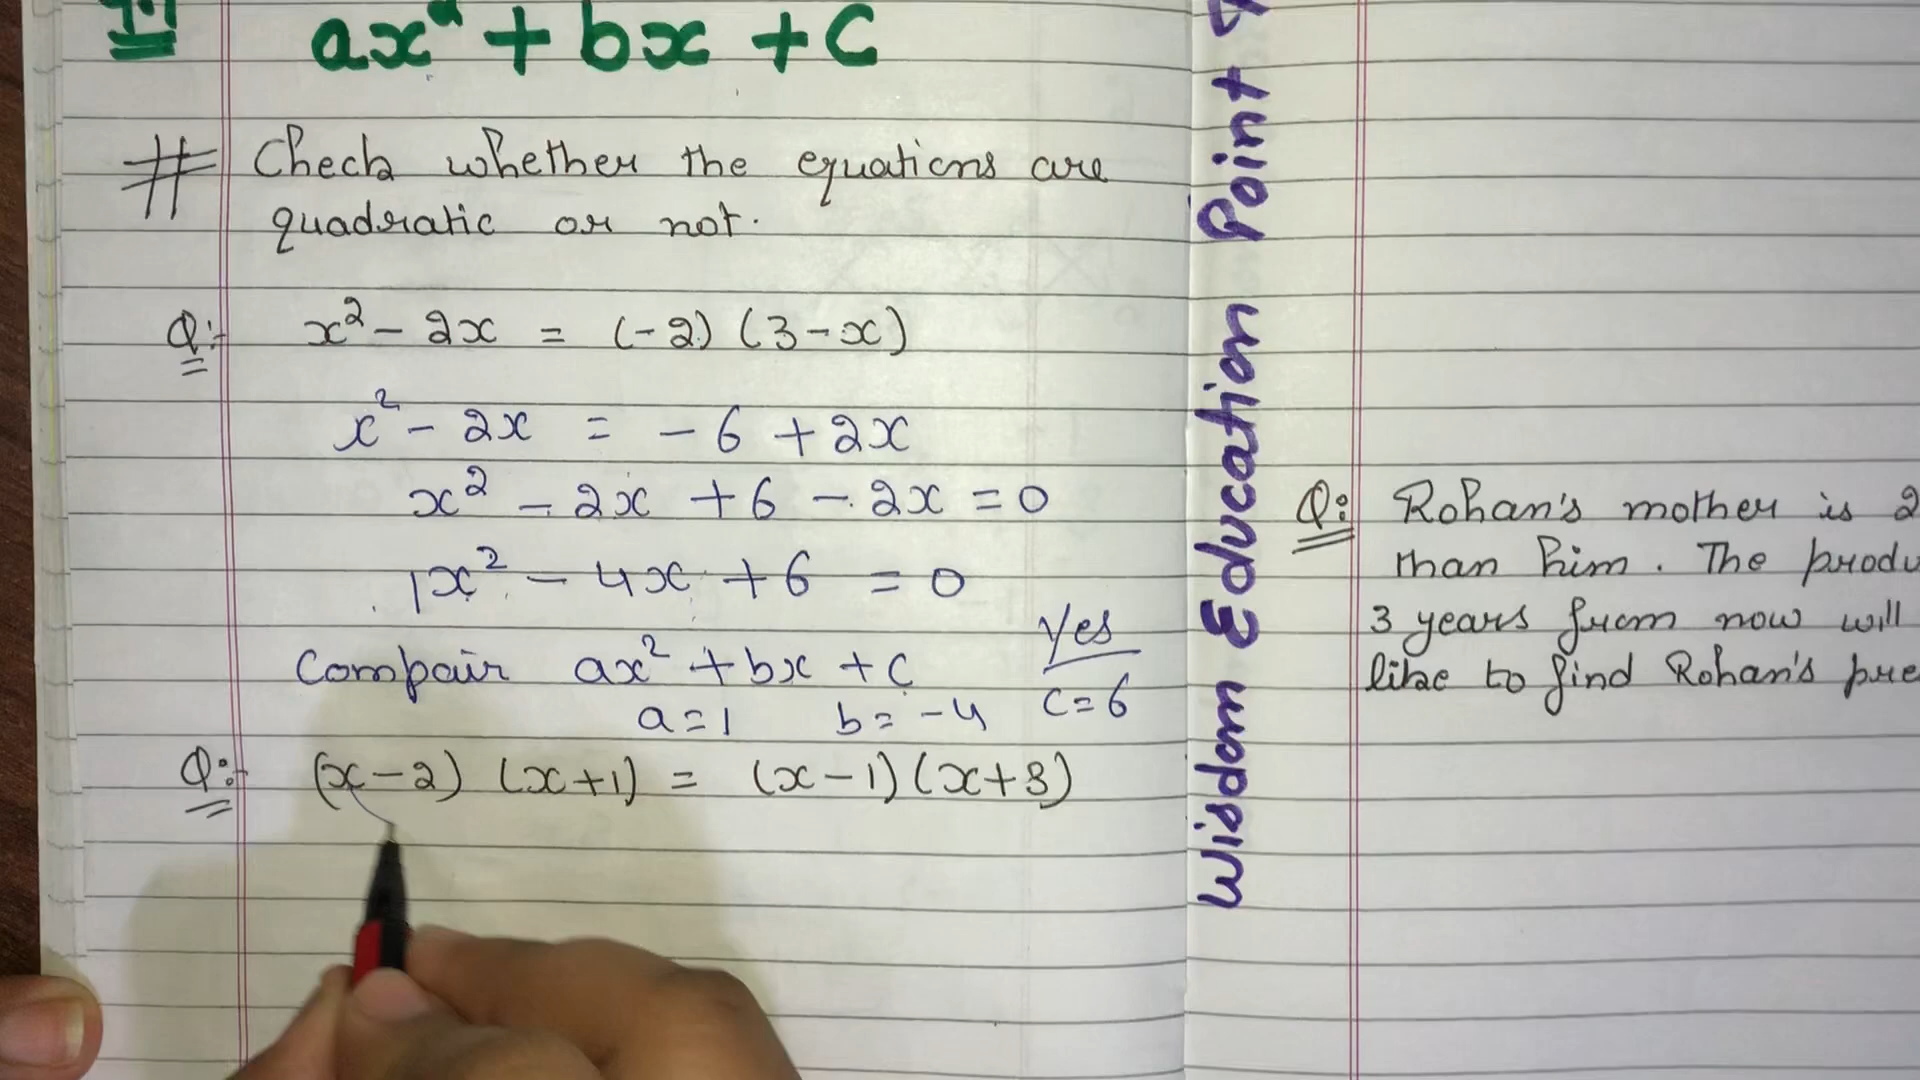 ax² + bx + c
# Check whether the equations are
quadratic or not.
Q:- x² - 2x = (-2) (3-x)
x² - 2x = -6 + 2x
x² - 2x + 6 - 2x = 0
1x² - 4x + 6 = 0
Yes
Compair ax² + bx + c
a=1 b=-4 c=6
Q:- (x-2) (x+1) = (x-1) (x+3)
Wisdom Education Point
Q: Rohan's mother is 2
than him. The produ
3 years from now will
like to find Rohan's pre